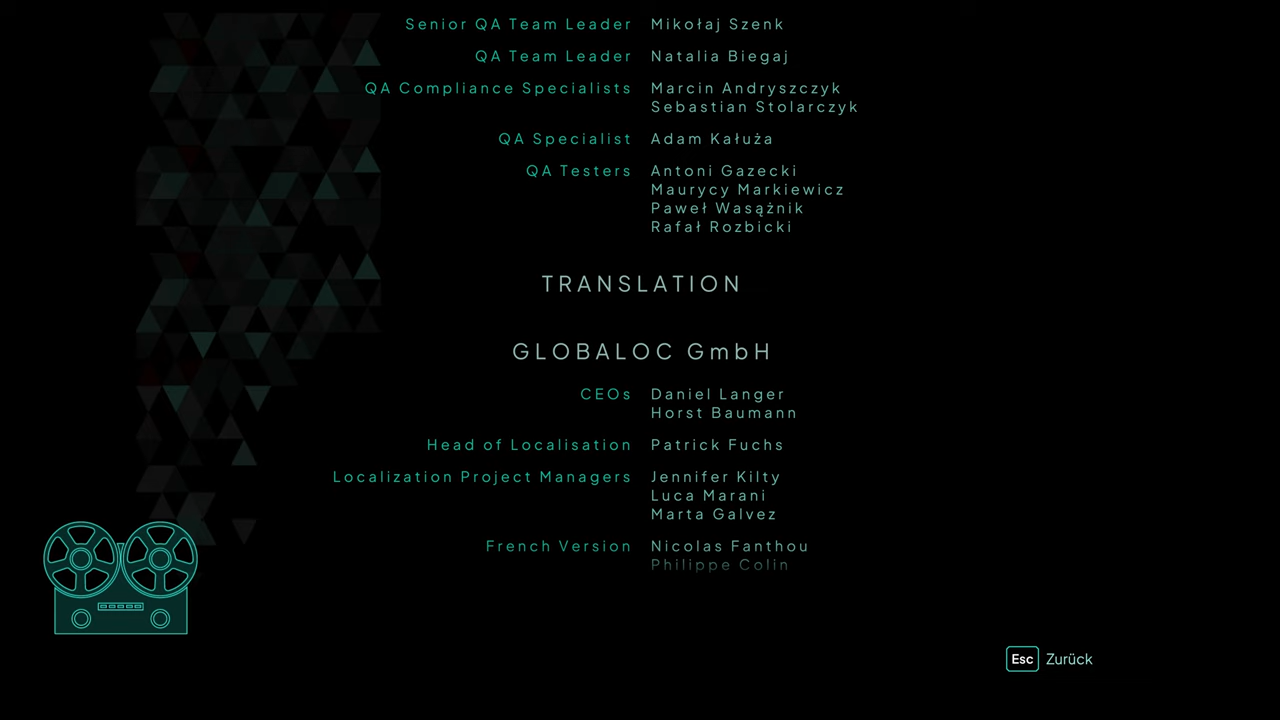 Senior QA Team Leader Mikołaj Szenk
QA Team Leader Natalia Biegaj
QA Compliance Specialists Marcin Andryszczyk
Sebastian Stolarczyk
QA Specialist Adam Kałuża
QA Testers Antoni Gazecki
Maurycy Markiewicz
Paweł Wasążnik
Rafał Rozbicki
TRANSLATION
GLOBALOC GmbH
CEOs Daniel Langer
Horst Baumann
Head of Localisation Patrick Fuchs
Localization Project Managers Jennifer Kilty
Luca Marani
Marta Galvez
French Version Nicolas Fanthou
Philippe Colin
Esc Zurück